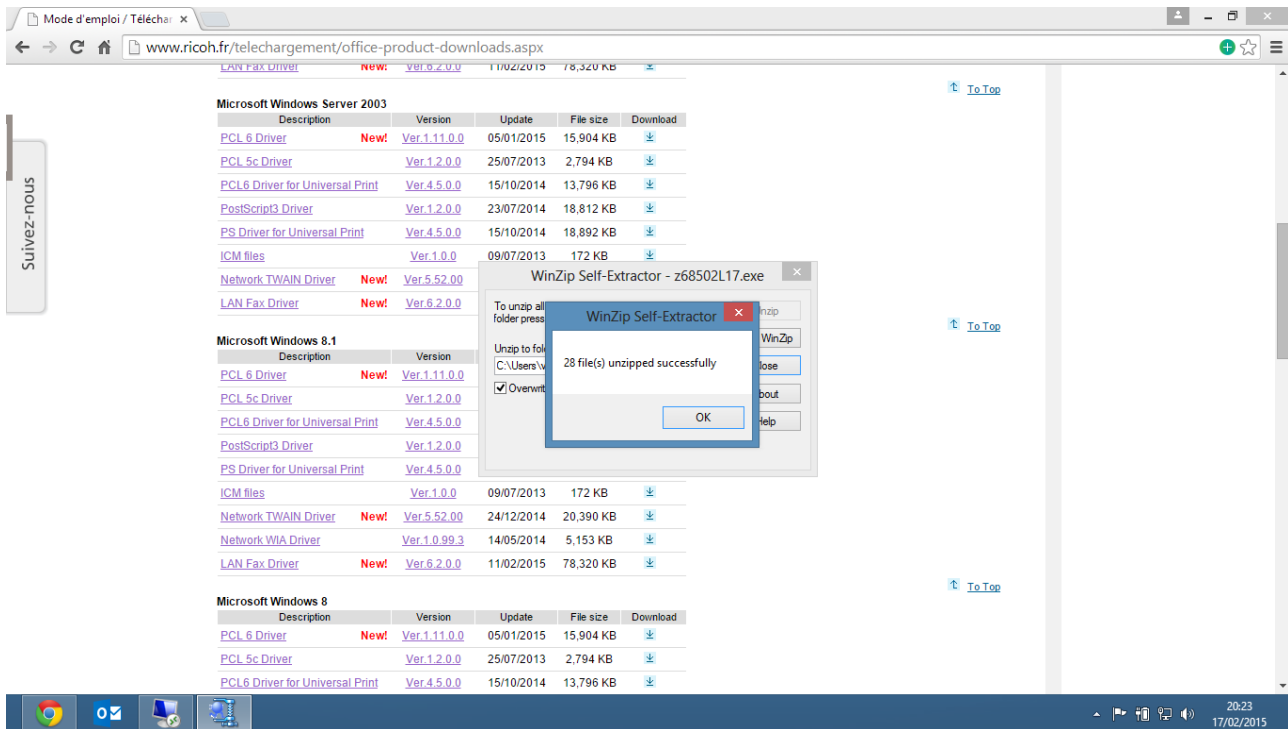 Mode d'emploi / Téléchar
www.ricoh.fr/telechargement/office-product-downloads.aspx
Suivez-nous
LAN Fax Driver New! Ver.6.2.0.0 11/02/2015 78,320 KB
To Top
Microsoft Windows Server 2003
Description Version Update File size Download
PCL 6 Driver New! Ver.1.11.0.0 05/01/2015 15,904 KB
PCL 5c Driver Ver.1.2.0.0 25/07/2013 2,794 KB
PCL6 Driver for Universal Print Ver.4.5.0.0 15/10/2014 13,796 KB
PostScript3 Driver Ver.1.2.0.0 23/07/2014 18,812 KB
PS Driver for Universal Print Ver.4.5.0.0 15/10/2014 18,892 KB
ICM files Ver.1.0.0 09/07/2013 172 KB
Network TWAIN Driver New! Ver.5.52.00
LAN Fax Driver New! Ver.6.2.0.0
To Top
Microsoft Windows 8.1
Description Version
PCL 6 Driver New! Ver.1.11.0.0
PCL 5c Driver Ver.1.2.0.0
PCL6 Driver for Universal Print Ver.4.5.0.0
PostScript3 Driver Ver.1.2.0.0
PS Driver for Universal Print Ver.4.5.0.0
ICM files Ver.1.0.0 09/07/2013 172 KB
Network TWAIN Driver New! Ver.5.52.00 24/12/2014 20,390 KB
Network WIA Driver Ver.1.0.99.3 14/05/2014 5,153 KB
LAN Fax Driver New! Ver.6.2.0.0 11/02/2015 78,320 KB
To Top
Microsoft Windows 8
Description Version Update File size Download
PCL 6 Driver New! Ver.1.11.0.0 05/01/2015 15,904 KB
PCL 5c Driver Ver.1.2.0.0 25/07/2013 2,794 KB
PCL6 Driver for Universal Print Ver.4.5.0.0 15/10/2014 13,796 KB
WinZip Self-Extractor - z68502L17.exe
To unzip all
folder press
Unzip to fol
C:\Users\v
Overwrit
nzip
WinZip
lose
bout
Help
WinZip Self-Extractor
28 file(s) unzipped successfully
OK
20:23
17/02/2015